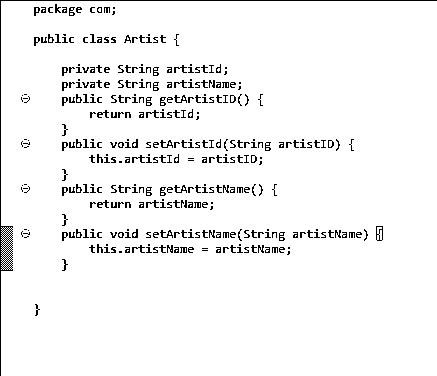 package com;
public class Artist {
private String artistId;
private String artistName;
public String getArtistID() {
return artistId;
}
public void setArtistId(String artistID) {
this.artistId = artistID;
}
public String getArtistName() {
return artistName;
}
public void setArtistName(String artistName) {
this.artistName = artistName;
}
}